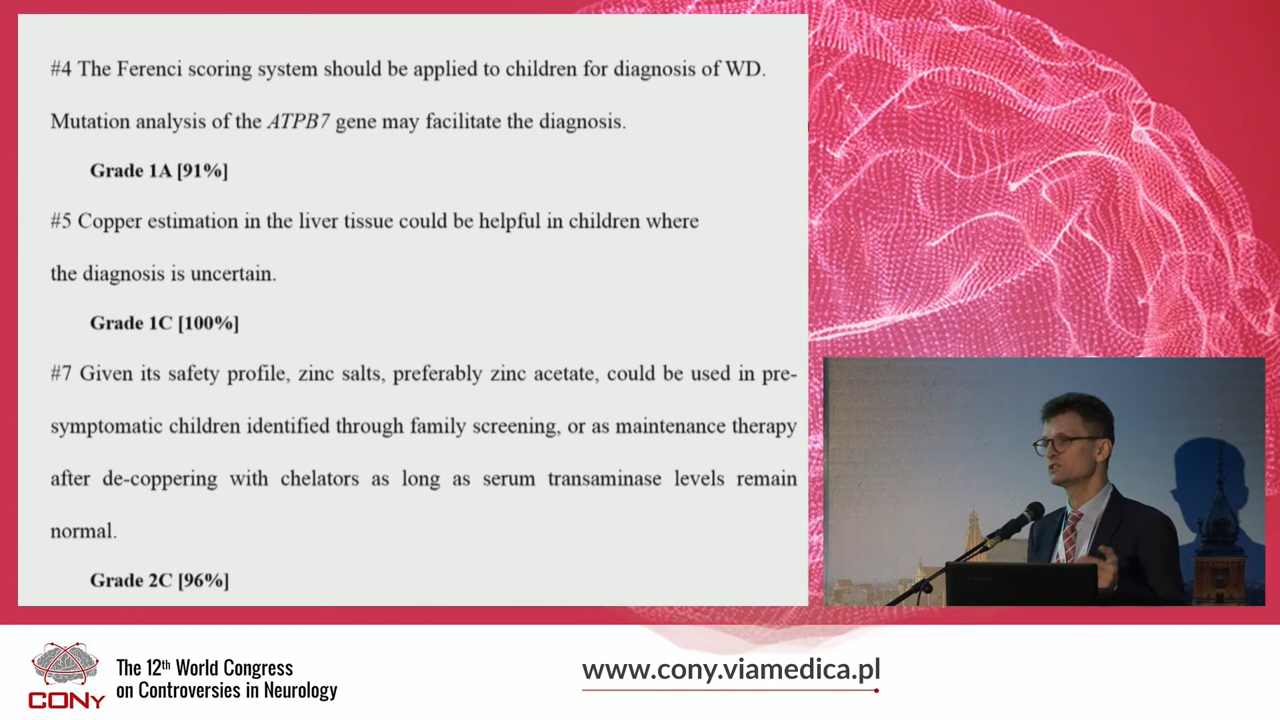 #4 The Ferenci scoring system should be applied to children for diagnosis of WD.
Mutation analysis of the ATPB7 gene may facilitate the diagnosis.
Grade 1A [91%]
#5 Copper estimation in the liver tissue could be helpful in children where
the diagnosis is uncertain.
Grade 1C [100%]
#7 Given its safety profile, zinc salts, preferably zinc acetate, could be used in pre-
symptomatic children identified through family screening, or as maintenance therapy
after de-coppering with chelators as long as serum transaminase levels remain
normal.
Grade 2C [96%]
CONy
The 12th World Congress
on Controversies in Neurology
www.cony.viamedica.pl